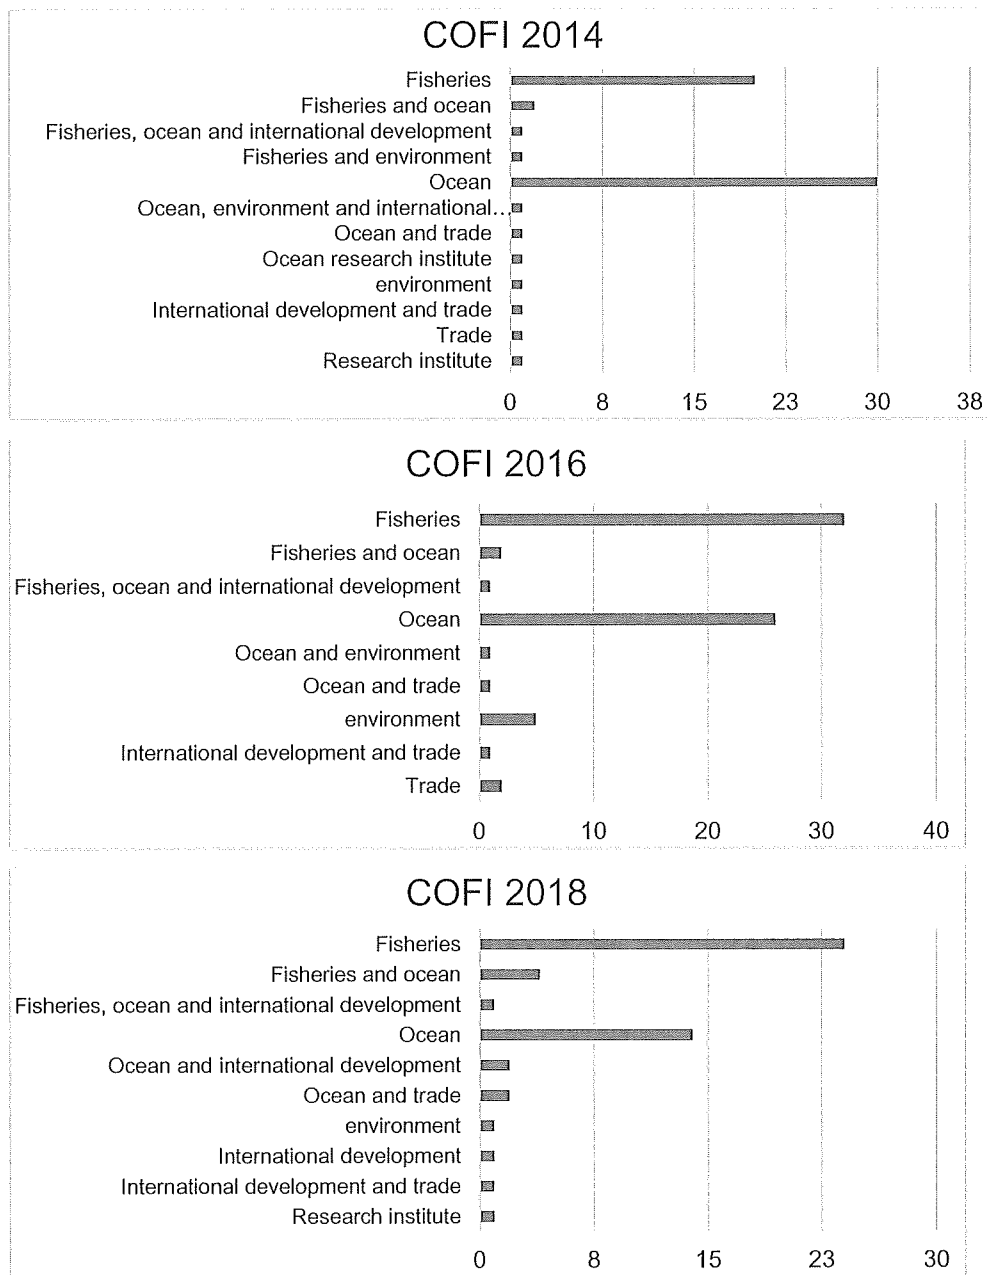 COFI 2014
Fisheries
Fisheries and ocean
Fisheries, ocean and international development
Fisheries and environment
Ocean
Ocean, environment and international...
Ocean and trade
Ocean research institute
environment
International development and trade
Trade
Research institute
0 8 15 23 30 38
COFI 2016
Fisheries
Fisheries and ocean
Fisheries, ocean and international development
Ocean
Ocean and environment
Ocean and trade
environment
International development and trade
Trade
0 10 20 30 40
COFI 2018
Fisheries
Fisheries and ocean
Fisheries, ocean and international development
Ocean
Ocean and international development
Ocean and trade
environment
International development
International development and trade
Research institute
0 8 15 23 30